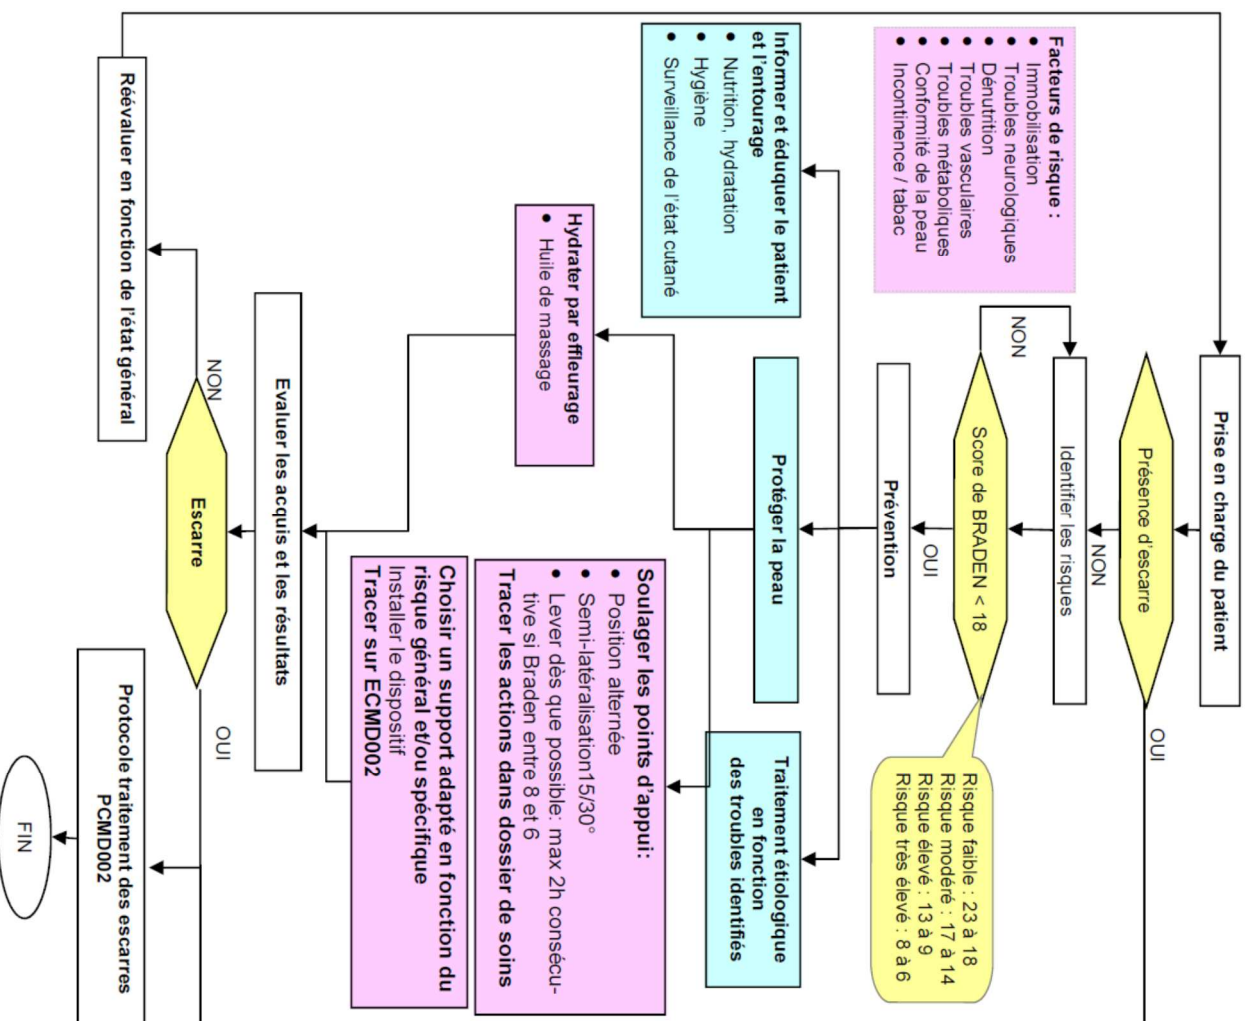 Prise en charge du patient
Présence d'escarre
OUI
NON
Facteurs de risque :
• Immobilisation
• Troubles neurologiques
• Dénutrition
• Troubles vasculaires
• Troubles métaboliques
• Conformité de la peau
• Incontinence / tabac
Identifier les risques
NON
Score de BRADEN < 18
OUI
Risque faible : 23 à 18
Risque modéré : 17 à 14
Risque élevé : 13 à 9
Risque très élevé : 8 à 6
Prévention
Informer et éduquer le patient
et l'entourage
• Nutrition, hydratation
• Hygiène
• Surveillance de l'état cutané
Protéger la peau
Traitement étiologique
en fonction
des troubles identifiés
Hydrater par effleurage
• Huile de massage
Soulager les points d'appui:
• Position alternée
• Semi-latéralisation15/30°
• Lever dès que possible: max 2h consécu-
tive si Braden entre 8 et 6
Tracer les actions dans dossier de soins
Choisir un support adapté en fonction du
risque général et/ou spécifique
Installer le dispositif
Tracer sur ECMD002
Evaluer les acquis et les résultats
NON
Escarre
OUI
Réévaluer en fonction de l'état général
Protocole traitement des escarres
PCMD002
FIN